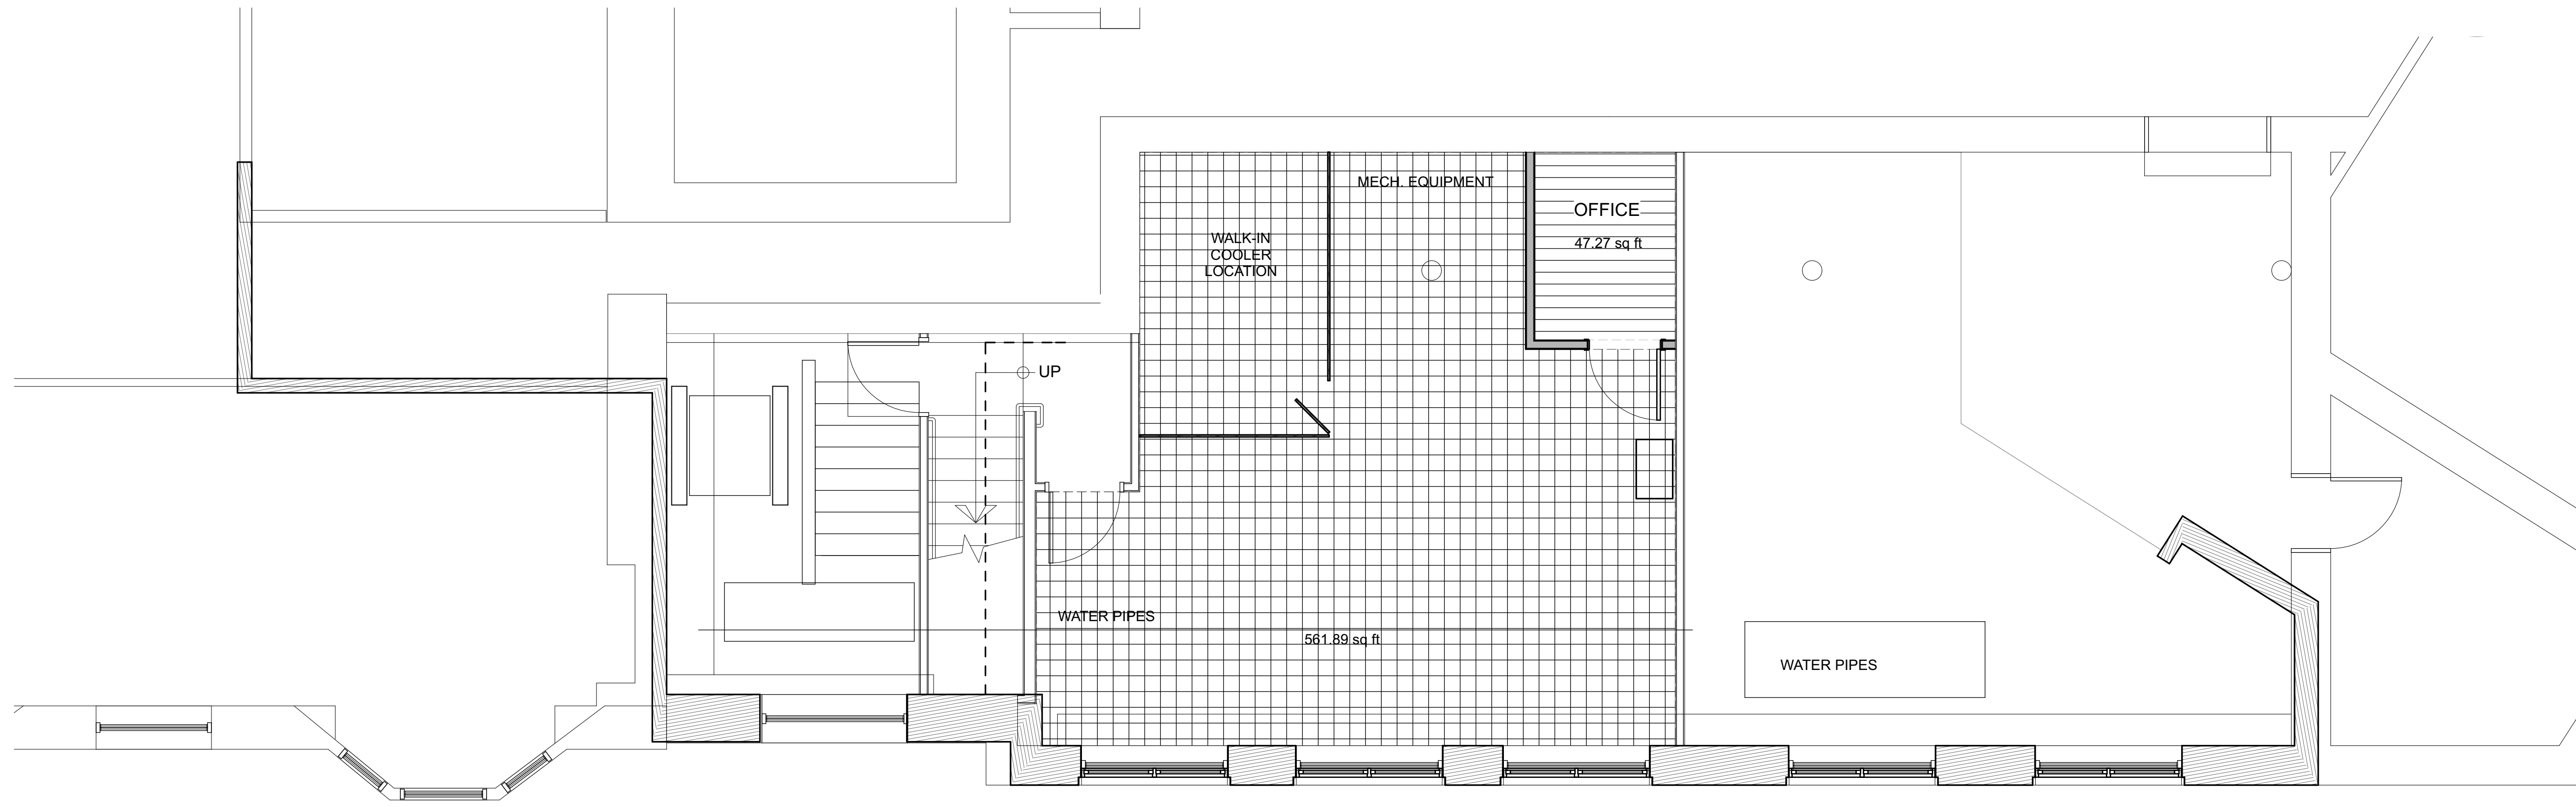 MECH. EQUIPMENT
OFFICE
47.27 sq ft
WALK-IN
COOLER
LOCATION
UP
WATER PIPES
561.89 sq ft
WATER PIPES